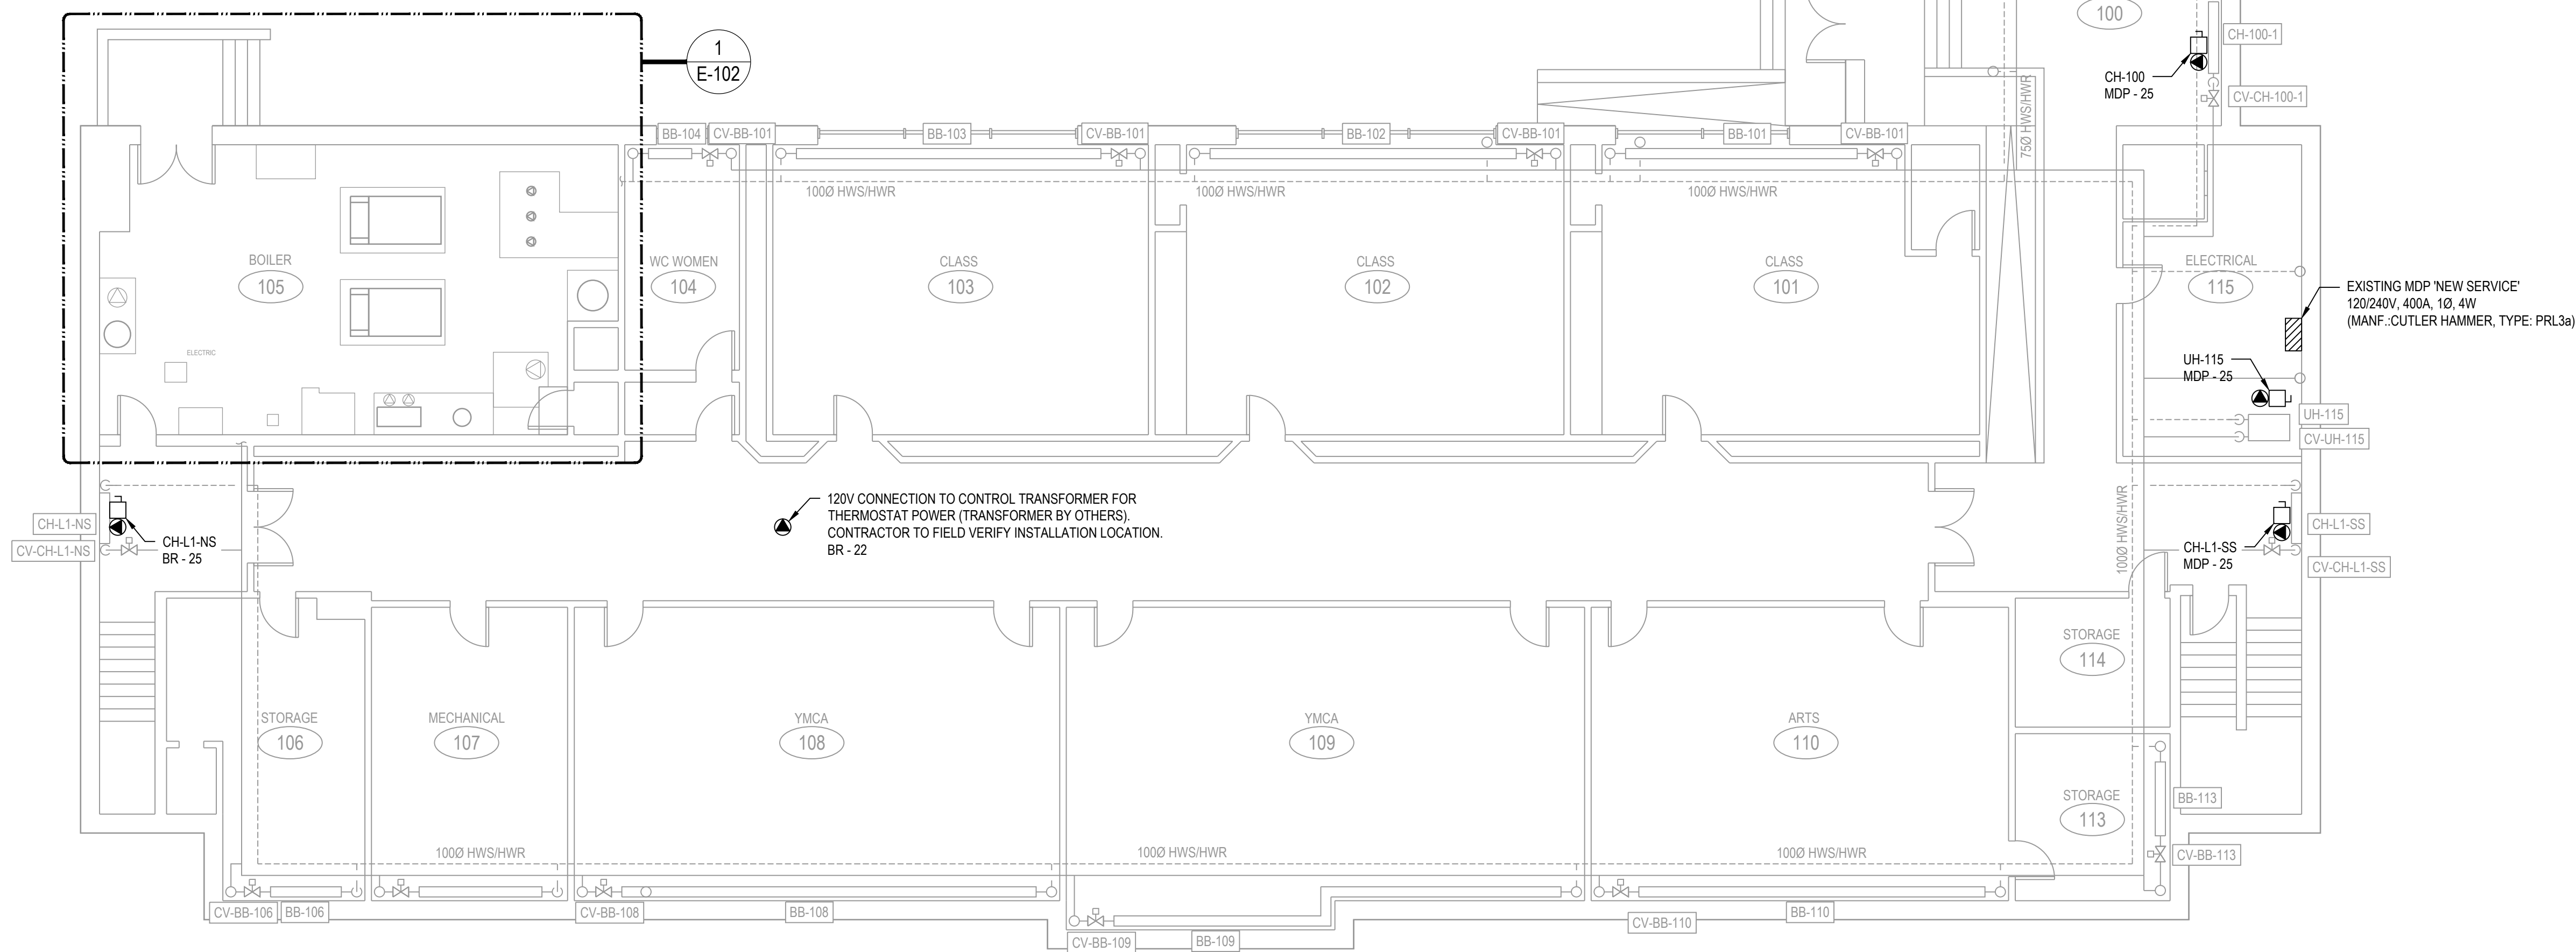 1
E-102
100
CH-100-1
CH-100
MDP - 25
CV-CH-100-1
75Ø HWS/HWR
BB-104
CV-BB-101
BB-103
CV-BB-101
BB-102
CV-BB-101
BB-101
CV-BB-101
100Ø HWS/HWR
100Ø HWS/HWR
100Ø HWS/HWR
BOILER
105
WC WOMEN
104
CLASS
103
CLASS
102
CLASS
101
ELECTRICAL
115
EXISTING MDP 'NEW SERVICE'
120/240V, 400A, 1Ø, 4W
(MANF.:CUTLER HAMMER, TYPE: PRL3a)
ELECTRIC
UH-115
MDP - 25
UH-115
CV-UH-115
120V CONNECTION TO CONTROL TRANSFORMER FOR
THERMOSTAT POWER (TRANSFORMER BY OTHERS).
CONTRACTOR TO FIELD VERIFY INSTALLATION LOCATION.
BR - 22
CH-L1-NS
CV-CH-L1-NS
CH-L1-NS
BR - 25
100Ø HWS/HWR
CH-L1-SS
MDP - 25
CH-L1-SS
CV-CH-L1-SS
STORAGE
114
STORAGE
106
MECHANICAL
107
YMCA
108
YMCA
109
ARTS
110
STORAGE
113
BB-113
CV-BB-113
100Ø HWS/HWR
100Ø HWS/HWR
100Ø HWS/HWR
CV-BB-106
BB-106
CV-BB-108
BB-108
CV-BB-109
BB-109
CV-BB-110
BB-110